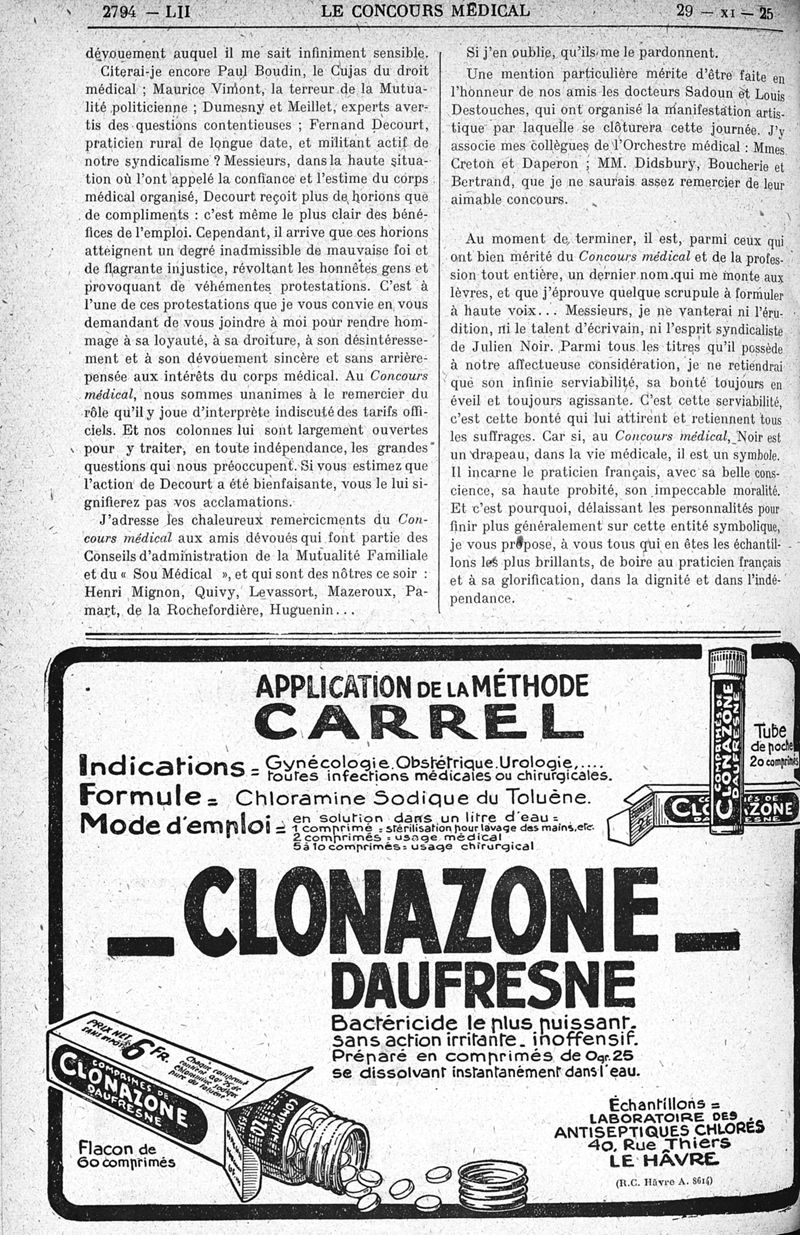 2794 — LII
LE CONCOURS MÉDICAL
29 — XI — 25
dévouement auquel il me sait infiniment sensible.
Citerai-je encore Paul Boudin, le Cujas du droit
médical ; Maurice Vimont, la terreur de la Mutua-
lité politicienne ; Dumesny et Meillet, experts aver-
tis des questions contentieuses ; Fernand Decourt,
praticien rural de longue date, et militant actif de
notre syndicalisme ? Messieurs, dans la haute situa-
tion où l'ont appelé la confiance et l'estime du corps
médical organisé, Decourt reçoit plus de horions que
de compliments : c'est même le plus clair des béné-
fices de l'emploi. Cependant, il arrive que ces horions
atteignent un degré inadmissible de mauvaise foi et
de flagrante injustice, révoltant les honnêtes gens et
provoquant de véhémentes protestations. C'est à
l'une de ces protestations que je vous convie en vous
demandant de vous joindre à moi pour rendre hom-
mage à sa loyauté, à sa droiture, à son désintéresse-
ment et à son dévouement sincère et sans arrière-
pensée aux intérêts du corps médical. Au Concours
médical, nous sommes unanimes à le remercier du
rôle qu'il y joue d'interprète indiscuté des tarifs offi-
ciels. Et nos colonnes lui sont largement ouvertes
pour y traiter, en toute indépendance, les grandes
questions qui nous préoccupent. Si vous estimez que
l'action de Decourt a été bienfaisante, vous le lui si-
gnifierez pas vos acclamations.
J'adresse les chaleureux remerciments du Con-
cours médical aux amis dévoués qui font partie des
Conseils d'administration de la Mutualité Familiale
et du « Sou Médical », et qui sont des nôtres ce soir :
Henri Mignon, Quivy, Levassort, Mazeroux, Pa-
mart, de la Rochefordière, Huguenin...
Si j'en oublie, qu'ils me le pardonnent.
Une mention particulière mérite d'être faite en
l'honneur de nos amis les docteurs Sadoun et Louis
Destouches, qui ont organisé la manifestation artis-
tique par laquelle se clôturera cette journée. J'y
associe mes collègues de l'Orchestre médical : Mmes
Creton et Daperon ; MM. Didsbury, Boucherie et
Bertrand, que je ne saurais assez remercier de leur
aimable concours.
Au moment de terminer, il est, parmi ceux qui
ont bien mérité du Concours médical et de la profes-
sion tout entière, un dernier nom qui me monte aux
lèvres, et que j'éprouve quelque scrupule à formuler
à haute voix... Messieurs, je ne vanterai ni l'éru-
dition, ni le talent d'écrivain, ni l'esprit syndicaliste
de Julien Noir. Parmi tous les titres qu'il possède
à notre affectueuse considération, je ne retiendrai
que son infinie serviabilité, sa bonté toujours en
éveil et toujours agissante. C'est cette serviabilité,
c'est cette bonté qui lui attirent et retiennent tous
les suffrages. Car si, au Concours médical, Noir est
un drapeau, dans la vie médicale, il est un symbole.
Il incarne le praticien français, avec sa belle cons-
cience, sa haute probité, son impeccable moralité.
Et c'est pourquoi, délaissant les personnalités pour
finir plus généralement sur cette entité symbolique,
je vous propose, à vous tous qui en êtes les échantil-
lons les plus brillants, de boire au praticien français
et à sa glorification, dans la dignité et dans l'indé-
pendance.
APPLICATION DE LA MÉTHODE
CARREL
Indications = Gynécologie. Obstétrique. Urologie,....
toutes infections médicales ou chirurgicales.
Formule = Chloramine Sodique du Toluène.
Mode d'emploi = en solution dans un litre d'eau =
1 comprimé = stérilisation pour lavage des mains, etc.
2 comprimés = usage médical
5 à 10 comprimés = usage chirurgical
COMPRIMÉS DE
CLONAZONE
DAUFRESNE
Tube
de poche
20 comprimés
— CLONAZONE —
DAUFRESNE
Bactéricide le plus puissant.
Sans action irritante - inoffensif.
Préparé en comprimés de 0gr.25
se dissolvant instantanément dans l'eau.
PRIX NET
6 FR.
COMPRIMÉS DE
CLONAZONE
DAUFRESNE
Flacon de
60 comprimés
Échantillons =
LABORATOIRE DES
ANTISEPTIQUES CHLORÉS
40, Rue Thiers
LE HÂVRE
(R.C. Hâvre A. 8614)